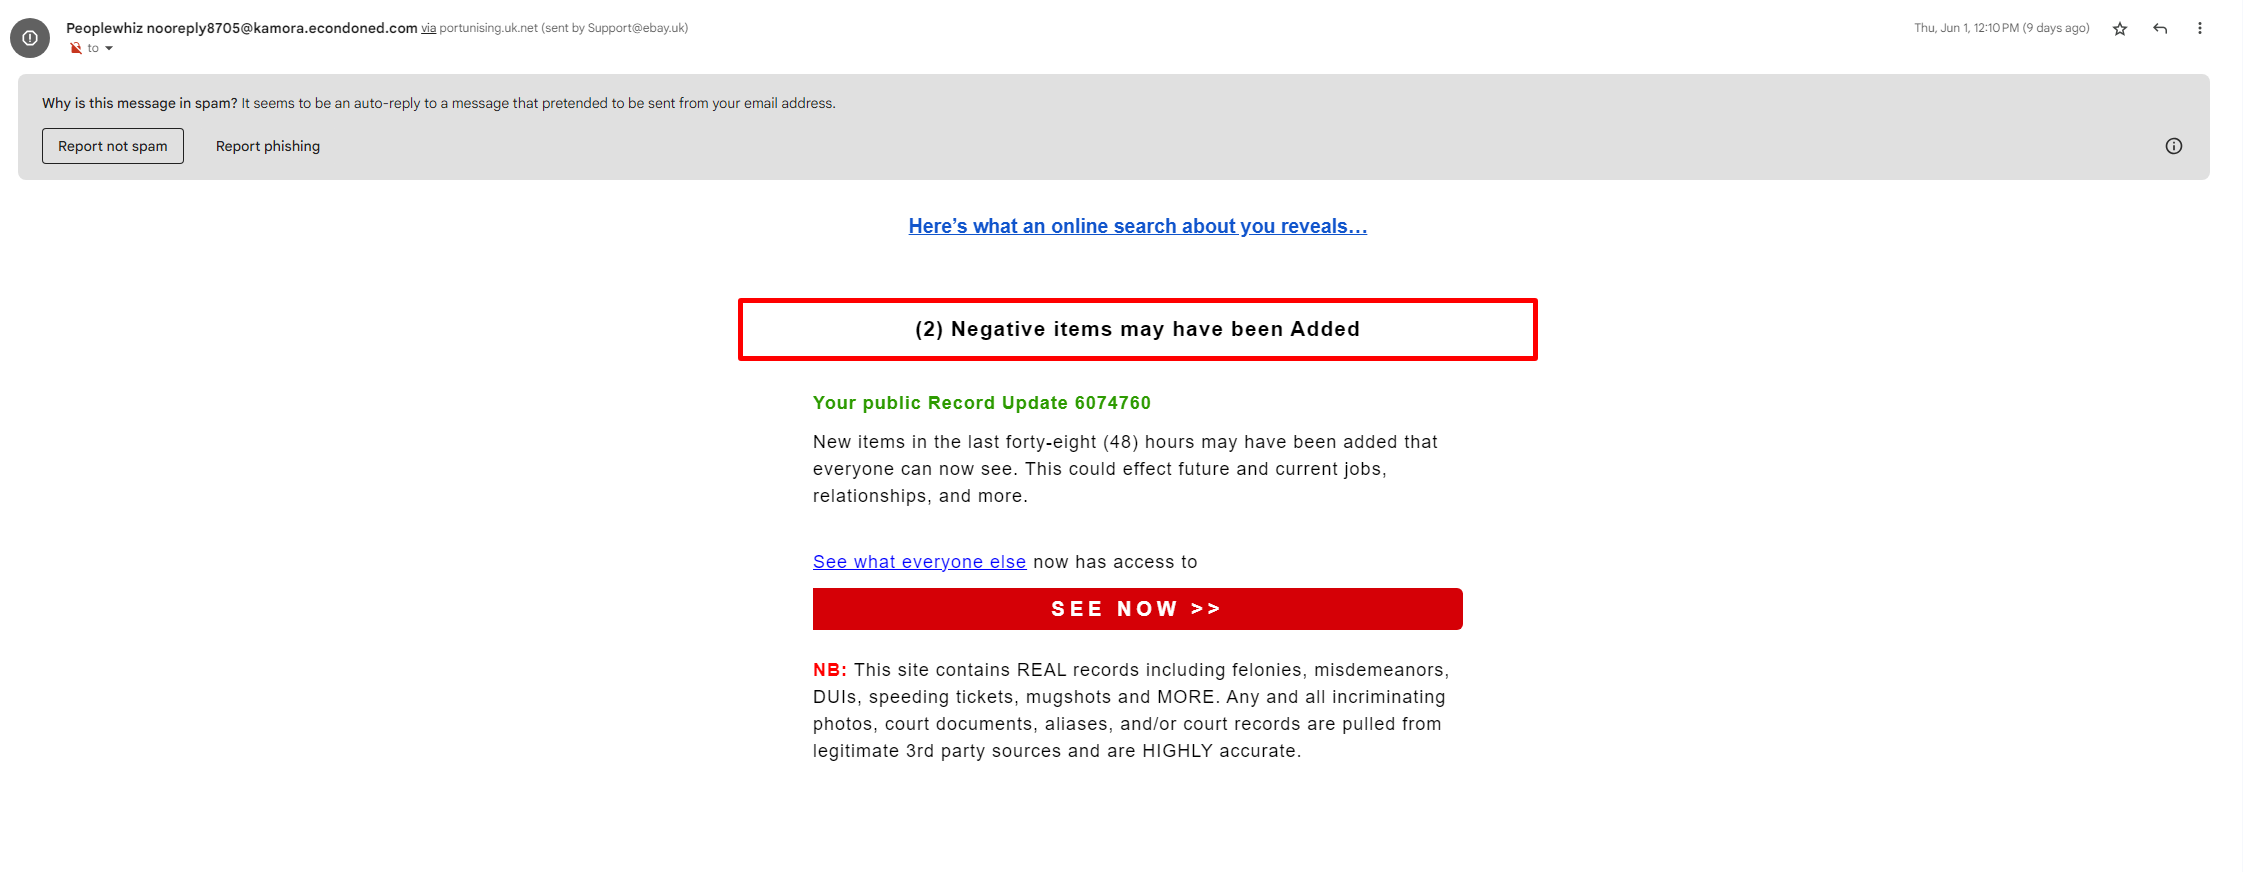 Peoplewhiz nooreply8705@kamora.econdoned.com via portunising.uk.net (sent by Support@ebay.uk)
Thu, Jun 1, 12:10 PM (9 days ago)
to
Why is this message in spam? It seems to be an auto-reply to a message that pretended to be sent from your email address.
Report not spam
Report phishing
Here’s what an online search about you reveals…
(2) Negative items may have been Added
Your public Record Update 6074760
New items in the last forty-eight (48) hours may have been added that
everyone can now see. This could effect future and current jobs,
relationships, and more.
See what everyone else now has access to
SEE NOW >>
NB: This site contains REAL records including felonies, misdemeanors,
DUIs, speeding tickets, mugshots and MORE. Any and all incriminating
photos, court documents, aliases, and/or court records are pulled from
legitimate 3rd party sources and are HIGHLY accurate.